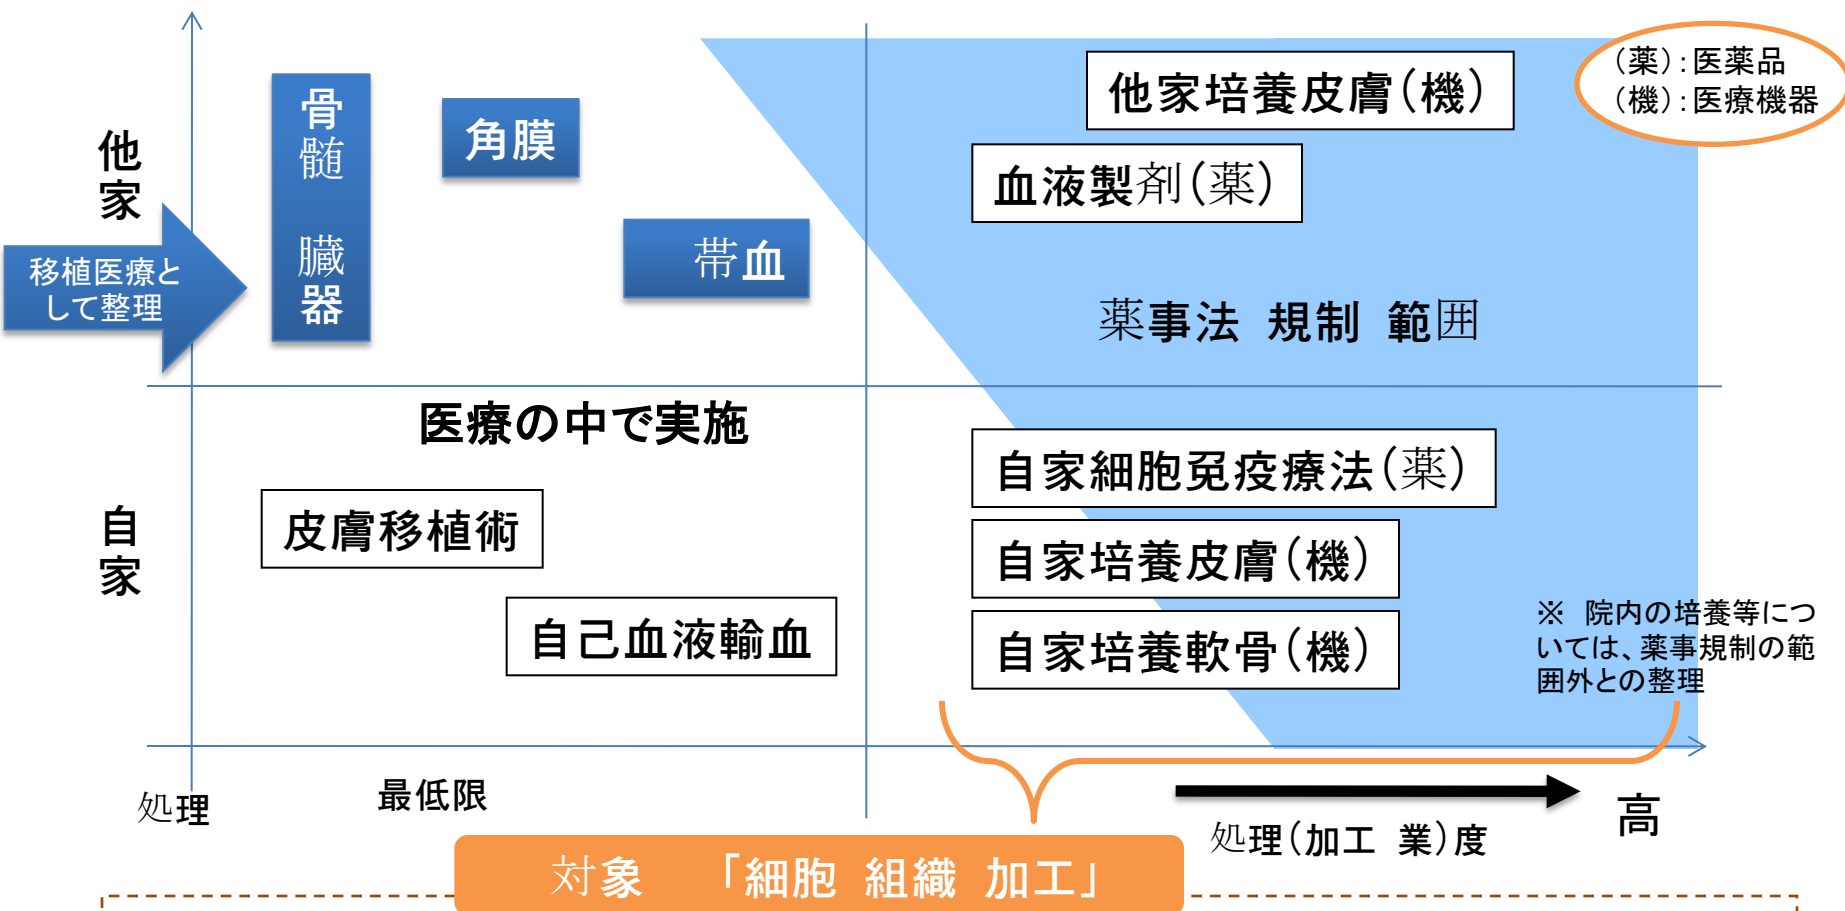 他家培養皮膚(機)
(薬):医薬品
(機):医療機器
骨髄 臓器
角膜
他家
血液製剤(薬)
移植医療と
して整理
帯血
薬事法 規制 範囲
医療の中で実施
自家細胞免疫療法(薬)
皮膚移植術
自家
自家培養皮膚(機)
自己血液輸血
自家培養軟骨(機)
※ 院内の培養等につ
いては、薬事規制の範
囲外との整理
処理
最低限
処理(加工 業)度
高
対象 「細胞 組織 加工」